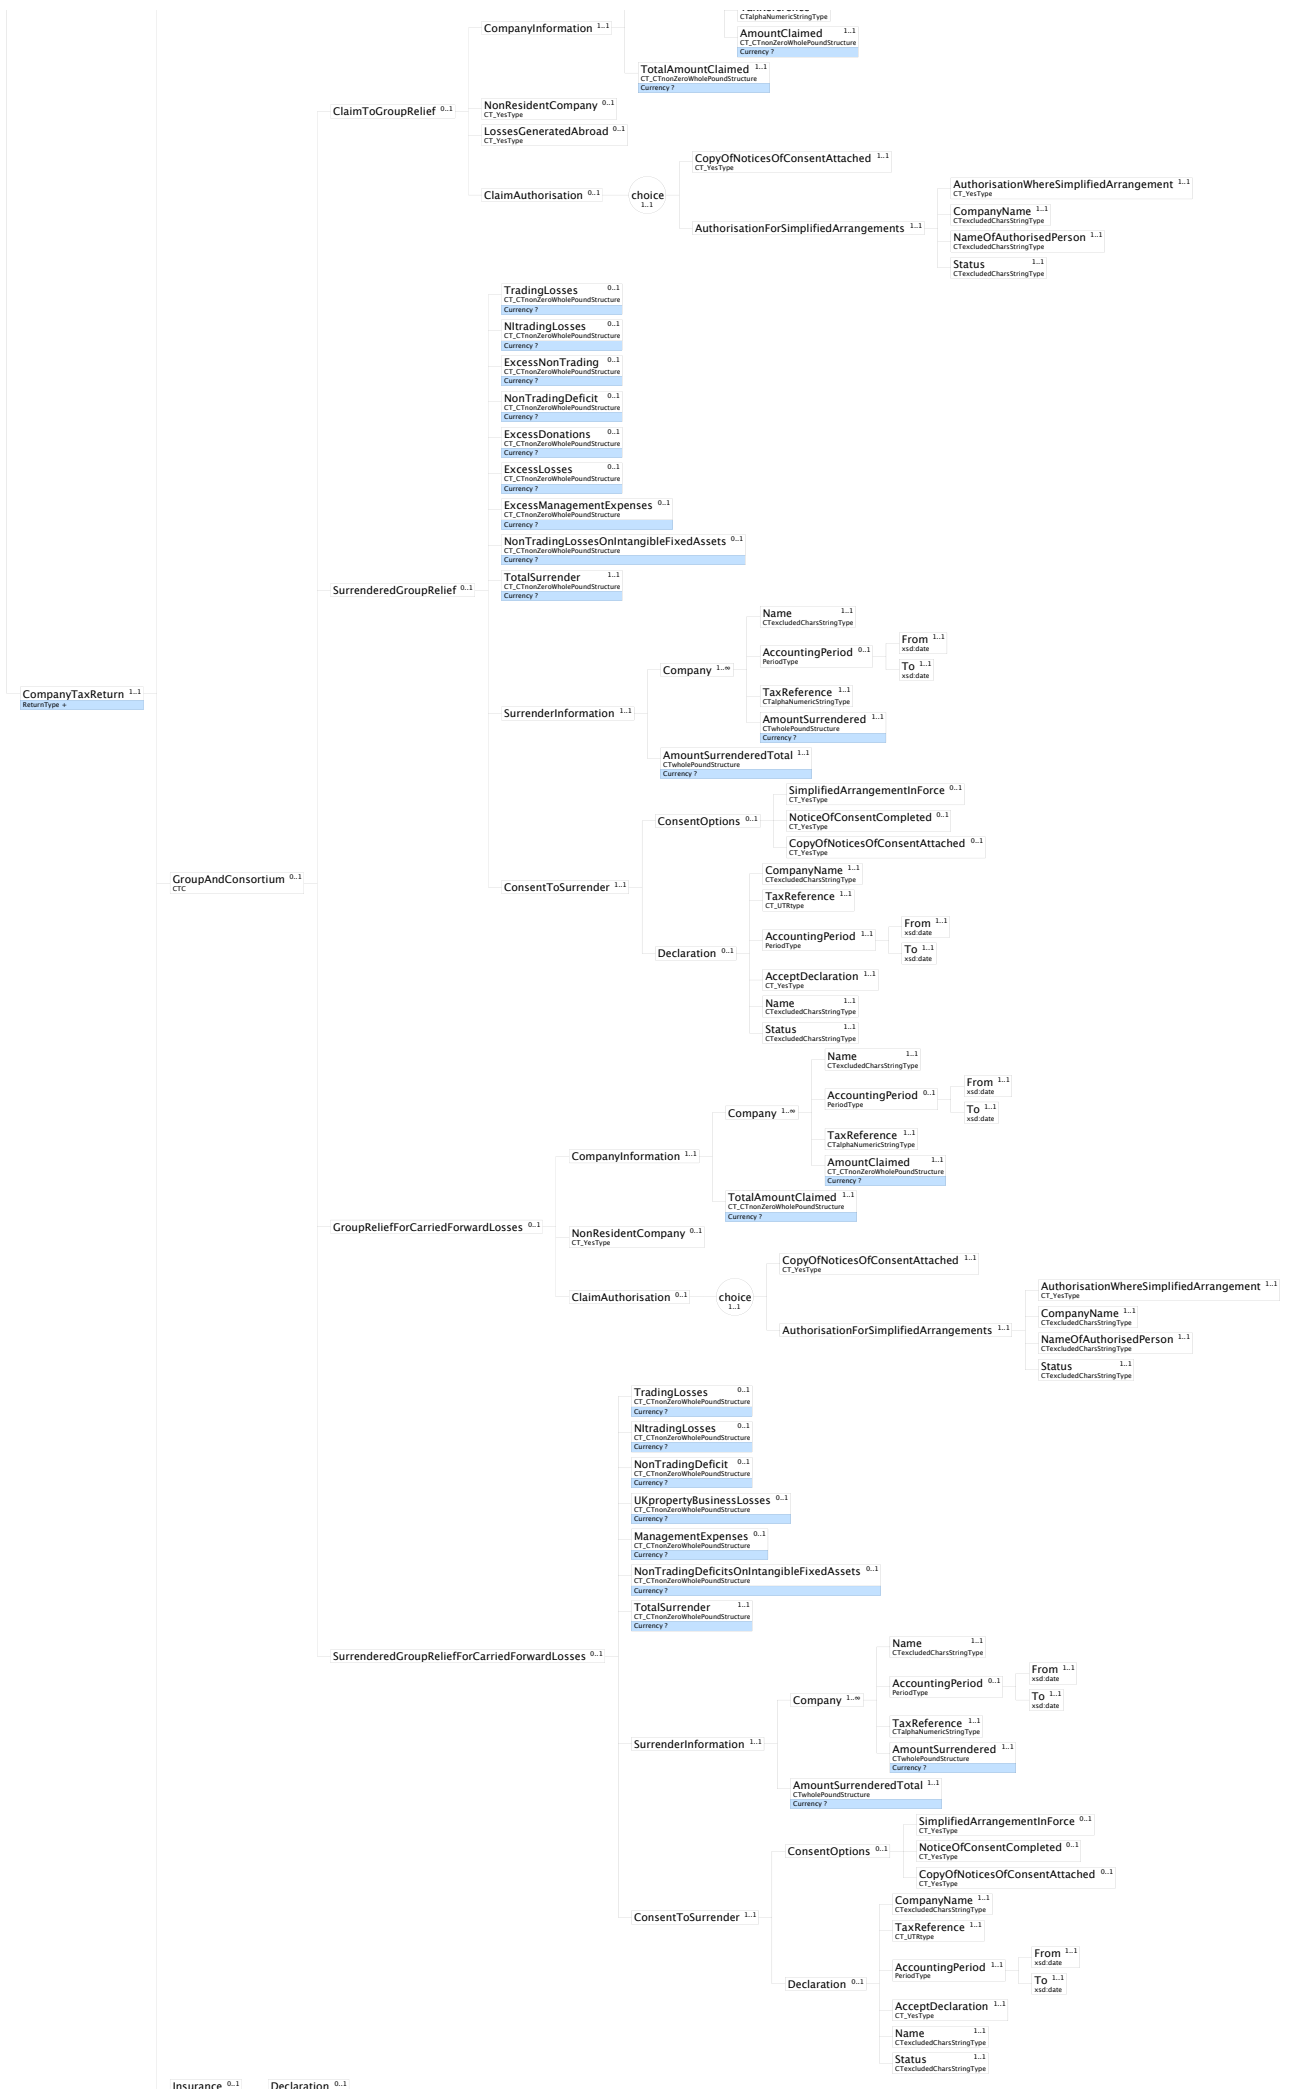 CTalphaNumericStringType
CompanyInformation 1..1
AmountClaimed 1..1
CT_CTnonZeroWholePoundStructure
Currency ?
TotalAmountClaimed 1..1
CT_CTnonZeroWholePoundStructure
Currency ?
ClaimToGroupRelief 0..1
NonResidentCompany 0..1
CT_YesType
LossesGeneratedAbroad 0..1
CT_YesType
CopyOfNoticesOfConsentAttached 1..1
CT_YesType
ClaimAuthorisation 0..1
choice
1..1
AuthorisationWhereSimplifiedArrangement 1..1
CT_YesType
CompanyName 1..1
CTexcludedCharsStringType
AuthorisationForSimplifiedArrangements 1..1
NameOfAuthorisedPerson 1..1
CTexcludedCharsStringType
Status 1..1
CTexcludedCharsStringType
TradingLosses 0..1
CT_CTnonZeroWholePoundStructure
Currency ?
NItradingLosses 0..1
CT_CTnonZeroWholePoundStructure
Currency ?
ExcessNonTrading 0..1
CT_CTnonZeroWholePoundStructure
Currency ?
NonTradingDeficit 0..1
CT_CTnonZeroWholePoundStructure
Currency ?
ExcessDonations 0..1
CT_CTnonZeroWholePoundStructure
Currency ?
ExcessLosses 0..1
CT_CTnonZeroWholePoundStructure
Currency ?
ExcessManagementExpenses 0..1
CT_CTnonZeroWholePoundStructure
Currency ?
NonTradingLossesOnIntangibleFixedAssets 0..1
CT_CTnonZeroWholePoundStructure
Currency ?
SurrenderedGroupRelief 0..1
TotalSurrender 1..1
CT_CTnonZeroWholePoundStructure
Currency ?
Name 1..1
CTexcludedCharsStringType
Company 1..∞
AccountingPeriod 0..1
PeriodType
From 1..1
xsd:date
To 1..1
xsd:date
CompanyTaxReturn 1..1
ReturnType +
TaxReference 1..1
CTalphaNumericStringType
SurrenderInformation 1..1
AmountSurrendered 1..1
CTwholePoundStructure
Currency ?
AmountSurrenderedTotal 1..1
CTwholePoundStructure
Currency ?
SimplifiedArrangementInForce 0..1
CT_YesType
ConsentOptions 0..1
NoticeOfConsentCompleted 0..1
CT_YesType
CopyOfNoticesOfConsentAttached 0..1
CT_YesType
GroupAndConsortium 0..1
CTC
ConsentToSurrender 1..1
CompanyName 1..1
CTexcludedCharsStringType
TaxReference 1..1
CT_UTRtype
Declaration 0..1
AccountingPeriod 1..1
PeriodType
From 1..1
xsd:date
To 1..1
xsd:date
AcceptDeclaration 1..1
CT_YesType
Name 1..1
CTexcludedCharsStringType
Status 1..1
CTexcludedCharsStringType
Name 1..1
CTexcludedCharsStringType
Company 1..∞
AccountingPeriod 0..1
PeriodType
From 1..1
xsd:date
To 1..1
xsd:date
TaxReference 1..1
CTalphaNumericStringType
CompanyInformation 1..1
AmountClaimed 1..1
CT_CTnonZeroWholePoundStructure
Currency ?
TotalAmountClaimed 1..1
CT_CTnonZeroWholePoundStructure
Currency ?
GroupReliefForCarriedForwardLosses 0..1
NonResidentCompany 0..1
CT_YesType
CopyOfNoticesOfConsentAttached 1..1
CT_YesType
ClaimAuthorisation 0..1
choice
1..1
AuthorisationWhereSimplifiedArrangement 1..1
CT_YesType
CompanyName 1..1
CTexcludedCharsStringType
AuthorisationForSimplifiedArrangements 1..1
NameOfAuthorisedPerson 1..1
CTexcludedCharsStringType
Status 1..1
CTexcludedCharsStringType
TradingLosses 0..1
CT_CTnonZeroWholePoundStructure
Currency ?
NItradingLosses 0..1
CT_CTnonZeroWholePoundStructure
Currency ?
NonTradingDeficit 0..1
CT_CTnonZeroWholePoundStructure
Currency ?
UKpropertyBusinessLosses 0..1
CT_CTnonZeroWholePoundStructure
Currency ?
ManagementExpenses 0..1
CT_CTnonZeroWholePoundStructure
Currency ?
NonTradingDeficitsOnIntangibleFixedAssets 0..1
CT_CTnonZeroWholePoundStructure
Currency ?
TotalSurrender 1..1
CT_CTnonZeroWholePoundStructure
Currency ?
SurrenderedGroupReliefForCarriedForwardLosses 0..1
Name 1..1
CTexcludedCharsStringType
Company 1..∞
AccountingPeriod 0..1
PeriodType
From 1..1
xsd:date
To 1..1
xsd:date
TaxReference 1..1
CTalphaNumericStringType
SurrenderInformation 1..1
AmountSurrendered 1..1
CTwholePoundStructure
Currency ?
AmountSurrenderedTotal 1..1
CTwholePoundStructure
Currency ?
SimplifiedArrangementInForce 0..1
CT_YesType
ConsentOptions 0..1
NoticeOfConsentCompleted 0..1
CT_YesType
CopyOfNoticesOfConsentAttached 0..1
CT_YesType
ConsentToSurrender 1..1
CompanyName 1..1
CTexcludedCharsStringType
TaxReference 1..1
CT_UTRtype
Declaration 0..1
AccountingPeriod 1..1
PeriodType
From 1..1
xsd:date
To 1..1
xsd:date
AcceptDeclaration 1..1
CT_YesType
Name 1..1
CTexcludedCharsStringType
Status 1..1
CTexcludedCharsStringType
Insurance 0..1
Declaration 0..1